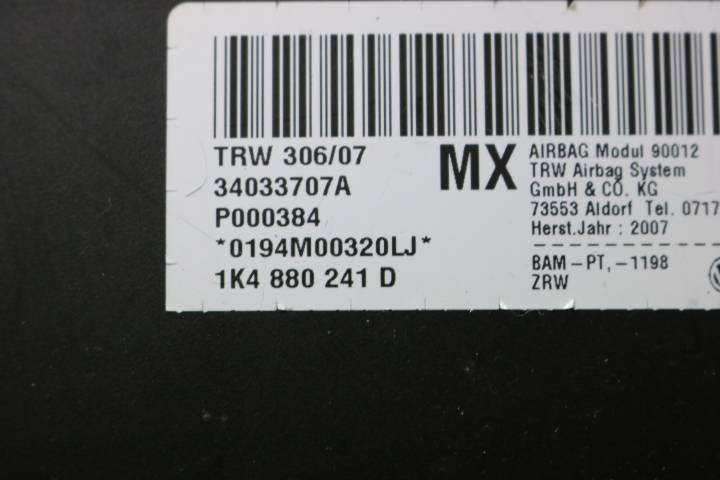 TRW 306/07
34033707A
P000384
*0194M00320LJ*
1K4 880 241 D
MX
AIRBAG Modul 90012
TRW Airbag System
GmbH & CO. KG
73553 Aldorf Tel. 0717
Herst.Jahr : 2007
BAM-PT,-1198
ZRW